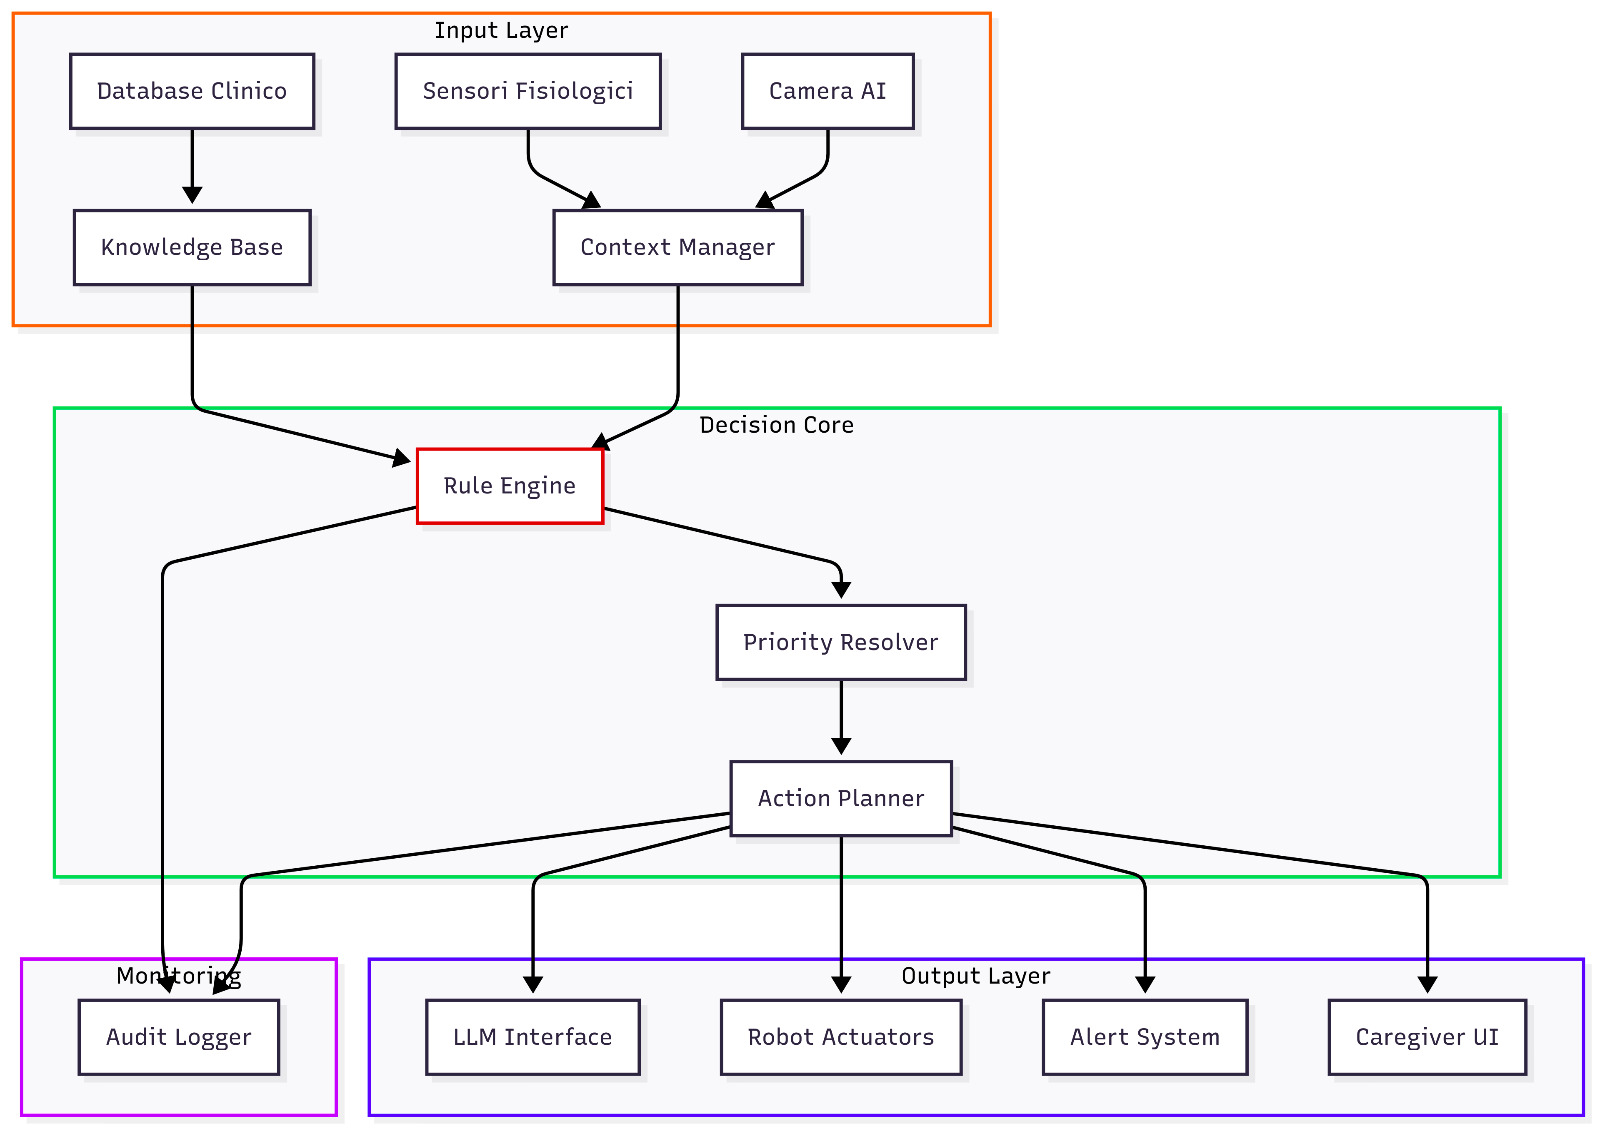 Input Layer
Database Clinico
Sensori Fisiologici
Camera AI
Knowledge Base
Context Manager
Decision Core
Rule Engine
Priority Resolver
Action Planner
Monitoring
Output Layer
Audit Logger
LLM Interface
Robot Actuators
Alert System
Caregiver UI